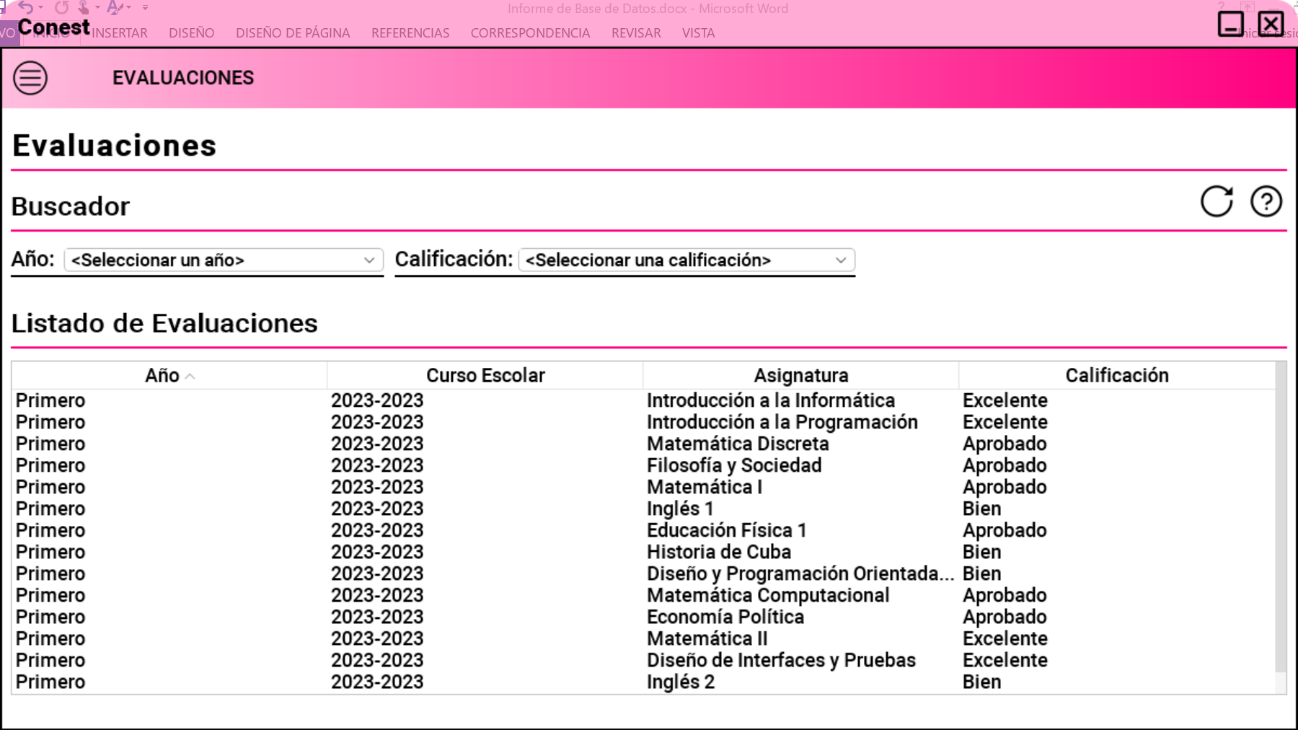 Informe de Base de Datos.docx - Microsoft Word
Conest
INICIO INSERTAR DISEÑO DISEÑO DE PÁGINA REFERENCIAS CORRESPONDENCIA REVISAR VISTA
EVALUACIONES
Evaluaciones
Buscador
Año: <Seleccionar un año> Calificación: <Seleccionar una calificación>
Listado de Evaluaciones
Año Curso Escolar Asignatura Calificación
Primero 2023-2023 Introducción a la Informática Excelente
Primero 2023-2023 Introducción a la Programación Excelente
Primero 2023-2023 Matemática Discreta Aprobado
Primero 2023-2023 Filosofía y Sociedad Aprobado
Primero 2023-2023 Matemática I Aprobado
Primero 2023-2023 Inglés 1 Bien
Primero 2023-2023 Educación Física 1 Aprobado
Primero 2023-2023 Historia de Cuba Bien
Primero 2023-2023 Diseño y Programación Orientada... Bien
Primero 2023-2023 Matemática Computacional Aprobado
Primero 2023-2023 Economía Política Aprobado
Primero 2023-2023 Matemática II Excelente
Primero 2023-2023 Diseño de Interfaces y Pruebas Excelente
Primero 2023-2023 Inglés 2 Bien